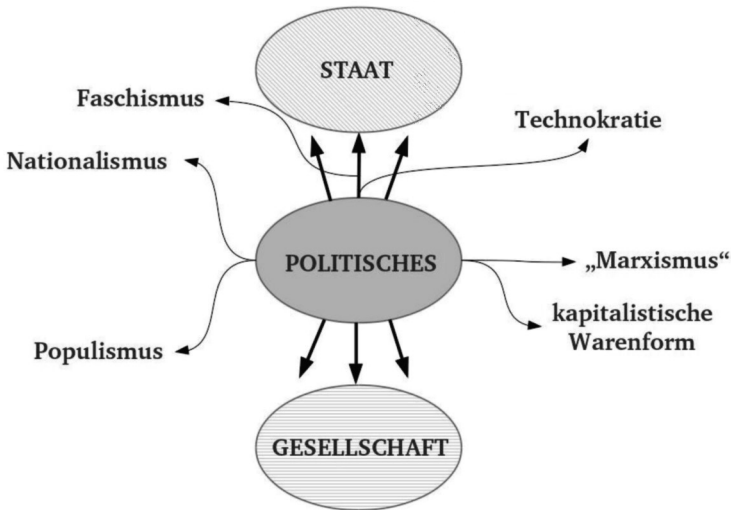 STAAT
Faschismus
Technokratie
Nationalismus
POLITISCHES
„Marxismus“
kapitalistische
Warenform
Populismus
GESELLSCHAFT